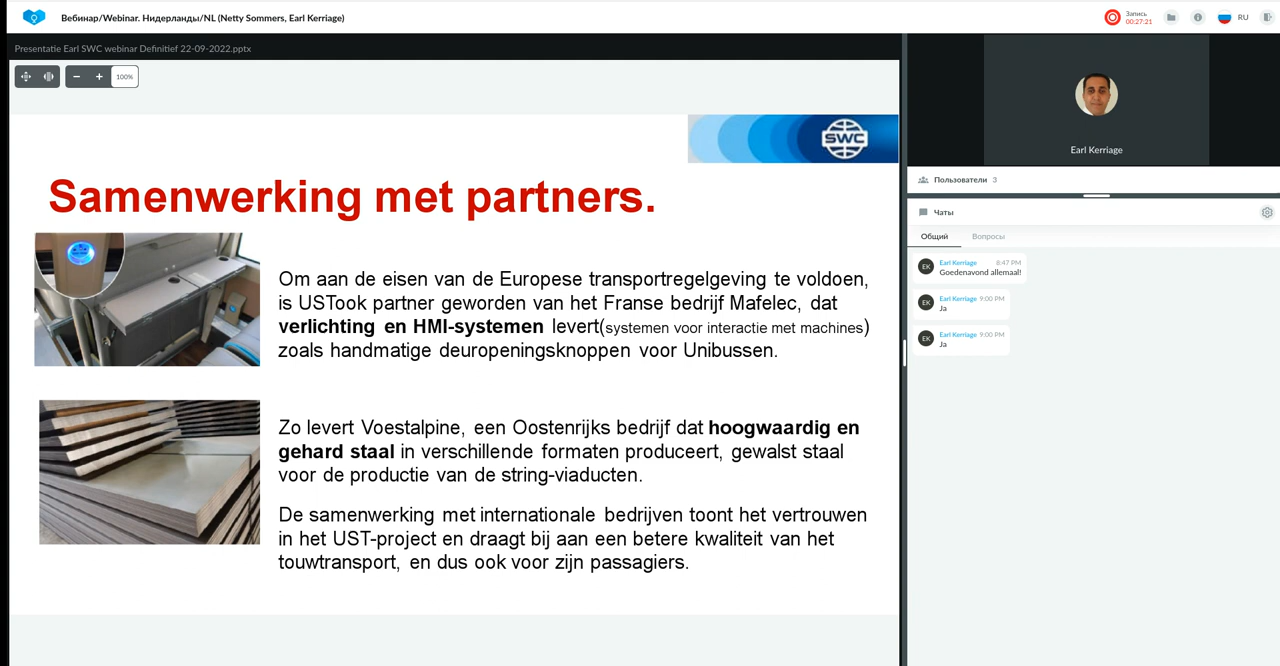 Вебинар/Webinar. Нидерланды/NL (Netty Sommers, Earl Kerriage)
Запись
00:27:21
RU
Presentatie Earl SWC webinar Definitief 22-09-2022.pptx
100%
SWC
Samenwerking met partners.
Om aan de eisen van de Europese transportregelgeving te voldoen,
is USTook partner geworden van het Franse bedrijf Mafelec, dat
verlichting en HMI-systemen levert(systemen voor interactie met machines)
zoals handmatige deuropeningsknoppen voor Unibussen.
Zo levert Voestalpine, een Oostenrijks bedrijf dat hoogwaardig en
gehard staal in verschillende formaten produceert, gewalst staal
voor de productie van de string-viaducten.
De samenwerking met internationale bedrijven toont het vertrouwen
in het UST-project en draagt bij aan een betere kwaliteit van het
touwtransport, en dus ook voor zijn passagiers.
Earl Kerriage
Пользователи 3
Чаты
Общий Вопросы
EK Earl Kerriage 8:47 PM
Goedenavond allemaal!
EK Earl Kerriage 9:00 PM
Ja
EK Earl Kerriage 9:00 PM
Ja